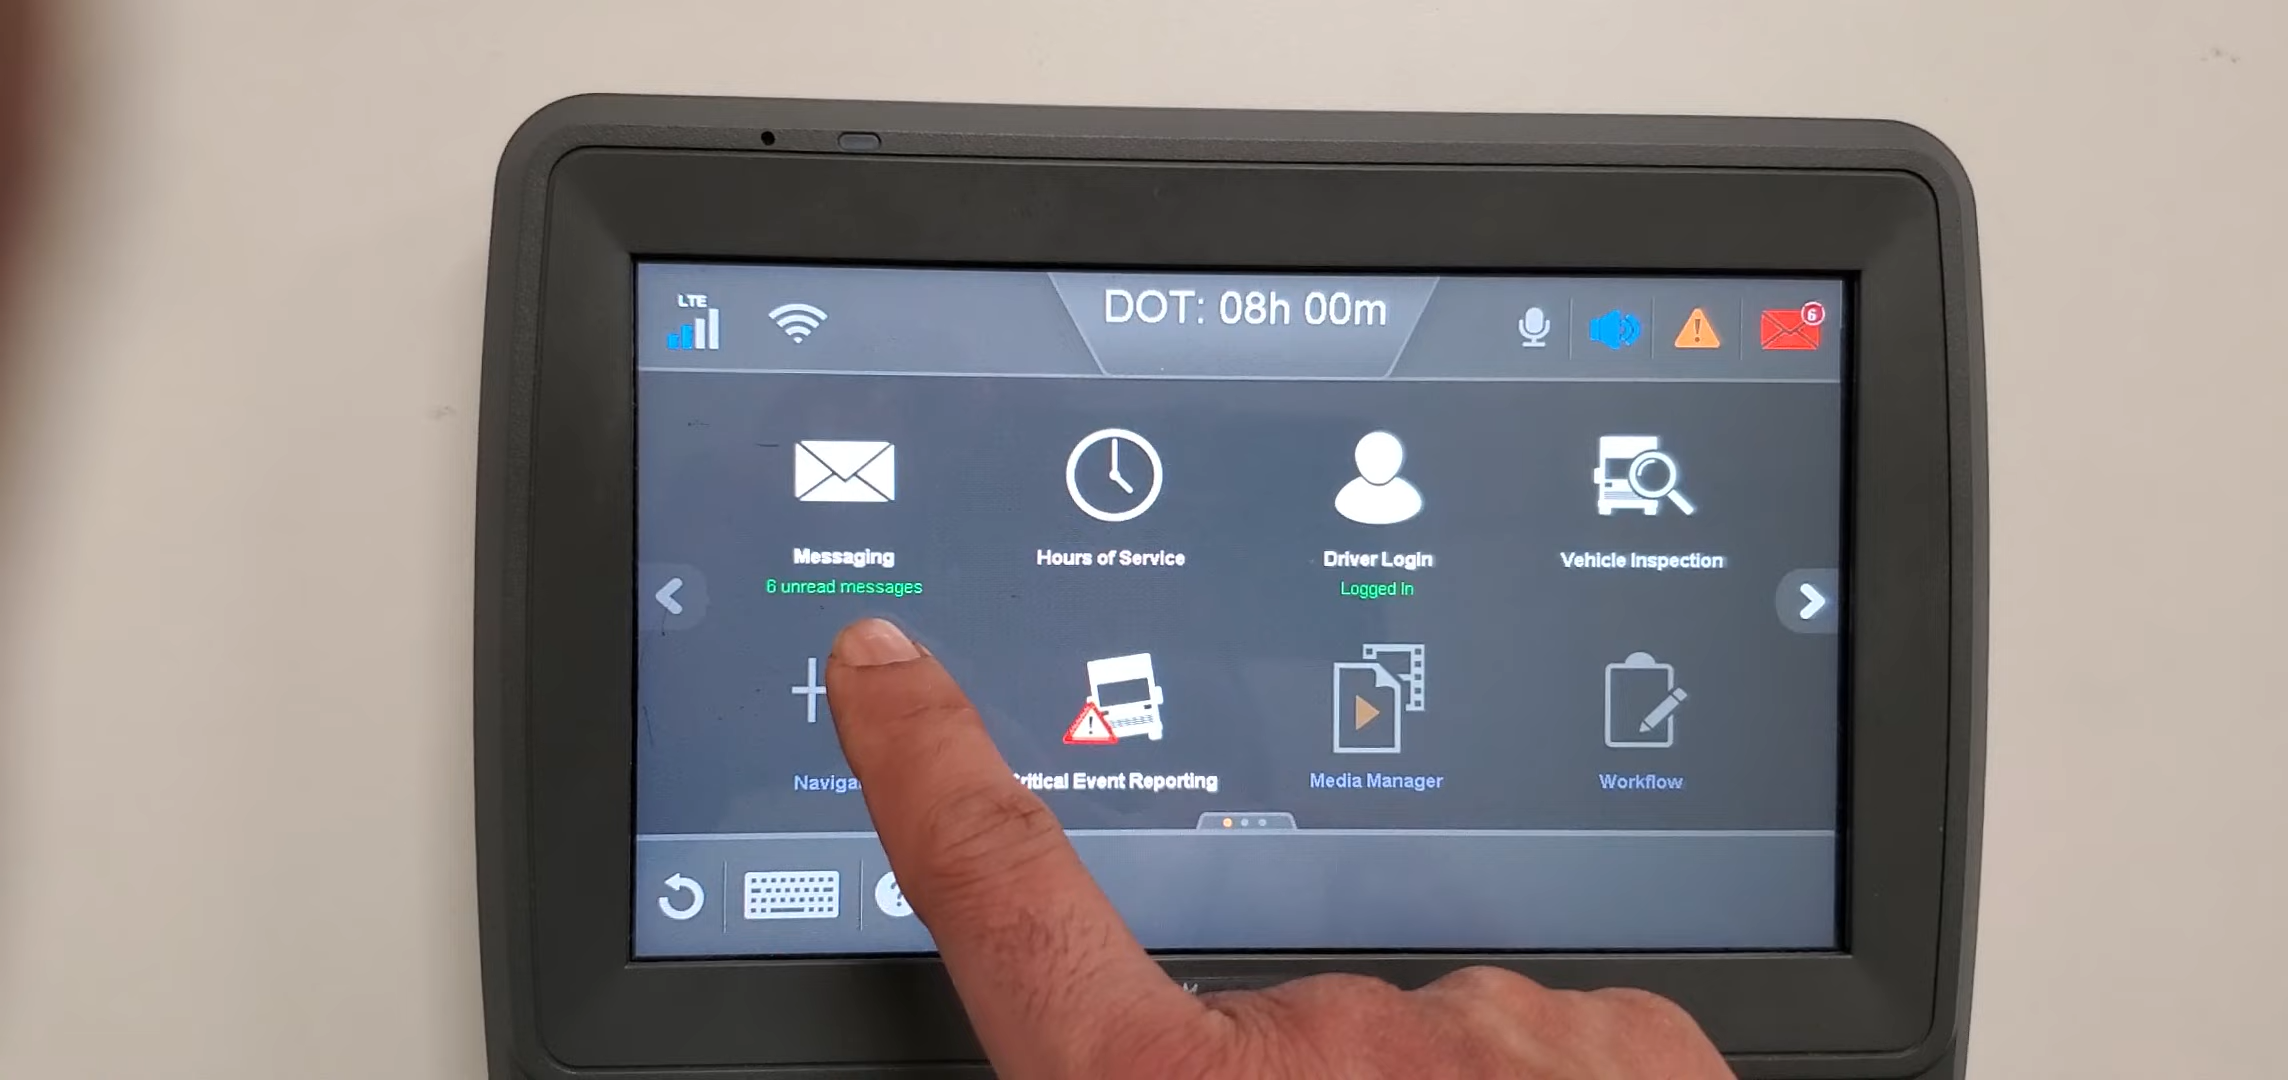 LTE
DOT: 08h 00m
6
Messaging
6 unread messages
Hours of Service
Driver Login
Logged In
Vehicle Inspection
Naviga
ritical Event Reporting
Media Manager
Workflow
?